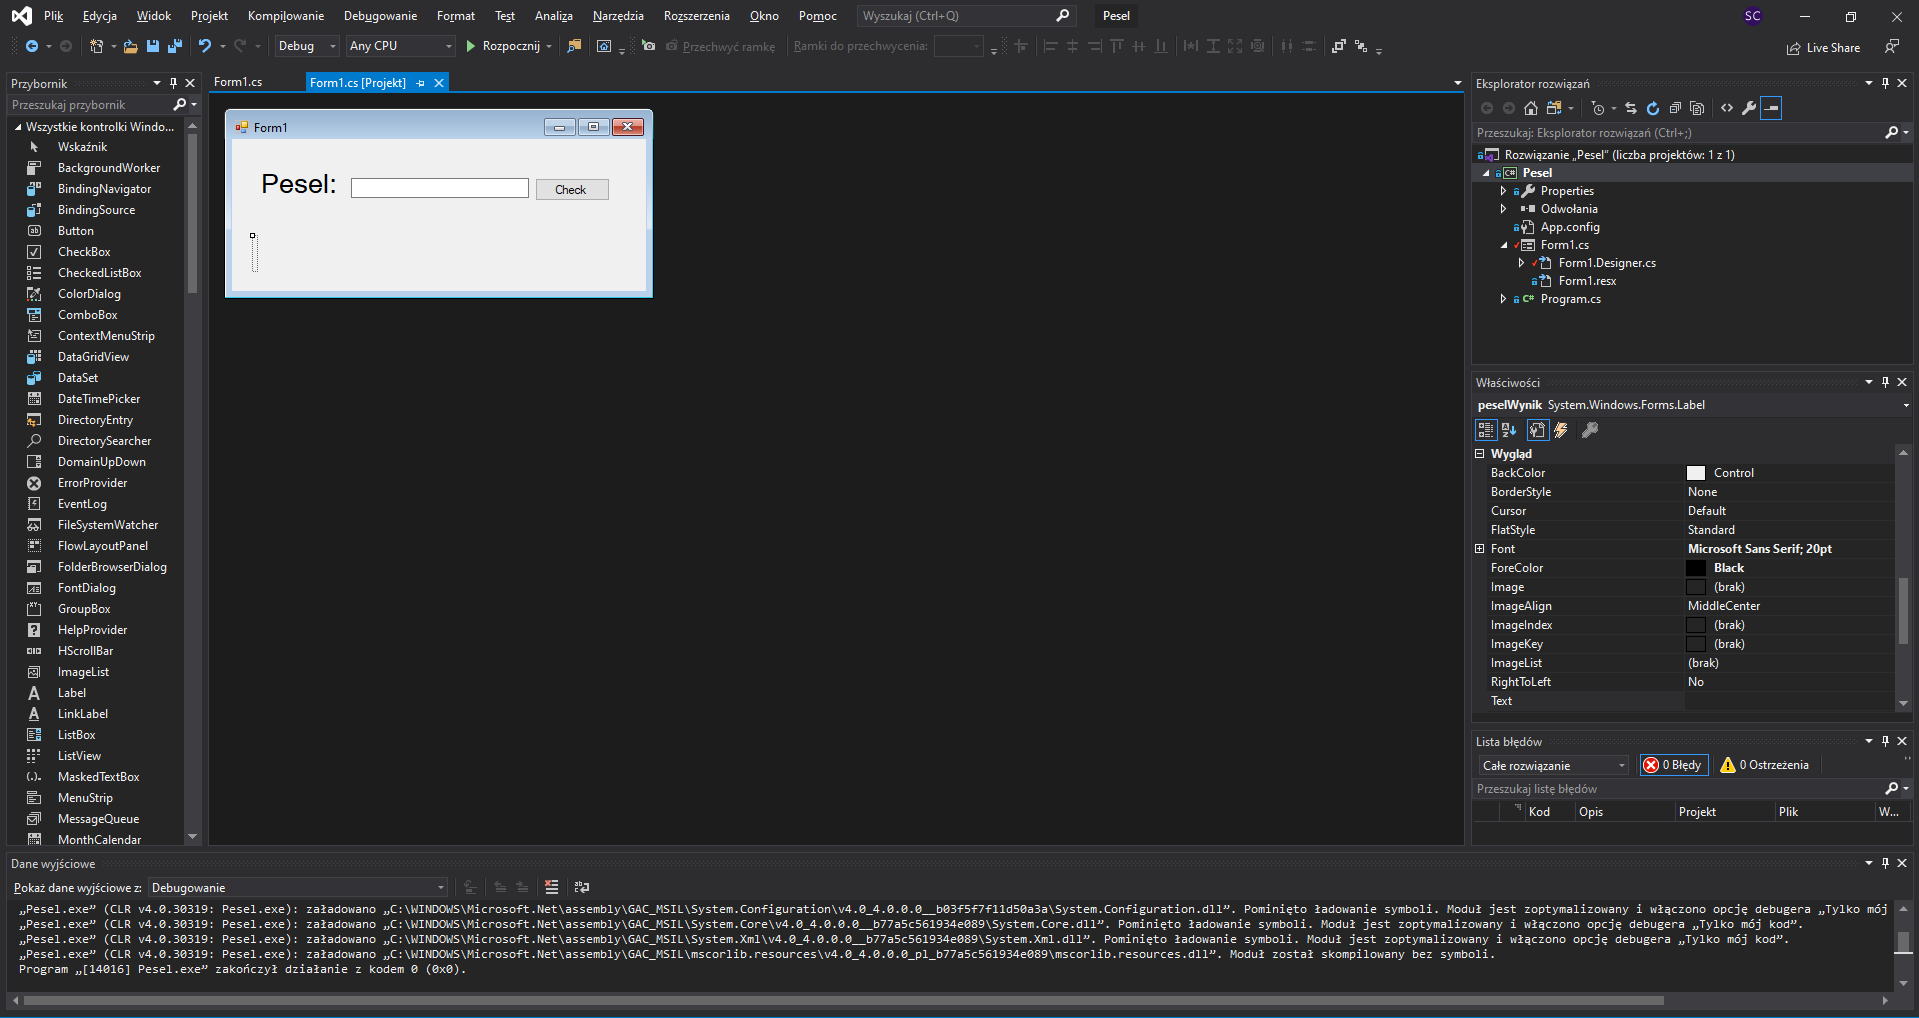 Plik Edycja Widok Projekt Kompilowanie Debugowanie Format Test Analiza Narzędzia Rozszerzenia Okno Pomoc Wyszukaj (Ctrl+Q) Pesel SC
Debug Any CPU Rozpocznij Przechwyć ramkę Ramki do przechwycenia: Live Share
Przybornik
Przeszukaj przybornik
Wszystkie kontrolki Windo...
Wskaźnik
BackgroundWorker
BindingNavigator
BindingSource
Button
CheckBox
CheckedListBox
ColorDialog
ComboBox
ContextMenuStrip
DataGridView
DataSet
DateTimePicker
DirectoryEntry
DirectorySearcher
DomainUpDown
ErrorProvider
EventLog
FileSystemWatcher
FlowLayoutPanel
FolderBrowserDialog
FontDialog
GroupBox
HelpProvider
HScrollBar
ImageList
Label
LinkLabel
ListBox
ListView
MaskedTextBox
MenuStrip
MessageQueue
MonthCalendar
Form1.cs Form1.cs [Projekt]
Form1
Pesel: Check
Eksplorator rozwiązań
Przeszukaj: Eksplorator rozwiązań (Ctrl+;)
Rozwiązanie „Pesel" (liczba projektów: 1 z 1)
C# Pesel
Properties
Odwołania
App.config
Form1.cs
Form1.Designer.cs
Form1.resx
C# Program.cs
Właściwości
peselWynik System.Windows.Forms.Label
Wygląd
BackColor Control
BorderStyle None
Cursor Default
FlatStyle Standard
Font Microsoft Sans Serif; 20pt
ForeColor Black
Image (brak)
ImageAlign MiddleCenter
ImageIndex (brak)
ImageKey (brak)
ImageList (brak)
RightToLeft No
Text
Lista błędów
Całe rozwiązanie 0 Błędy 0 Ostrzeżenia
Przeszukaj listę błędów
Kod Opis Projekt Plik W...
Dane wyjściowe
Pokaż dane wyjściowe z: Debugowanie
„Pesel.exe” (CLR v4.0.30319: Pesel.exe): załadowano „C:\WINDOWS\Microsoft.Net\assembly\GAC_MSIL\System.Configuration\v4.0_4.0.0.0__b03f5f7f11d50a3a\System.Configuration.dll”. Pominięto ładowanie symboli. Moduł jest zoptymalizowany i włączono opcję debugera „Tylko mój
„Pesel.exe” (CLR v4.0.30319: Pesel.exe): załadowano „C:\WINDOWS\Microsoft.Net\assembly\GAC_MSIL\System.Core\v4.0_4.0.0.0__b77a5c561934e089\System.Core.dll”. Pominięto ładowanie symboli. Moduł jest zoptymalizowany i włączono opcję debugera „Tylko mój kod”.
„Pesel.exe” (CLR v4.0.30319: Pesel.exe): załadowano „C:\WINDOWS\Microsoft.Net\assembly\GAC_MSIL\System.Xml\v4.0_4.0.0.0__b77a5c561934e089\System.Xml.dll”. Pominięto ładowanie symboli. Moduł jest zoptymalizowany i włączono opcję debugera „Tylko mój kod”.
„Pesel.exe” (CLR v4.0.30319: Pesel.exe): załadowano „C:\WINDOWS\Microsoft.Net\assembly\GAC_MSIL\mscorlib.resources\v4.0_4.0.0.0_pl_b77a5c561934e089\mscorlib.resources.dll”. Moduł został skompilowany bez symboli.
Program „[14016] Pesel.exe” zakończył działanie z kodem 0 (0x0).